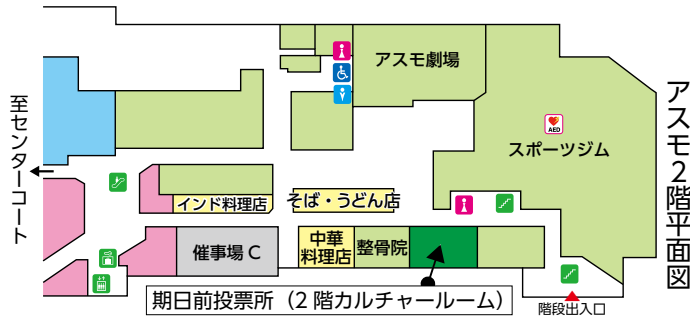 アスモ劇場
アスモ2階平面図
至センターコート
AED
スポーツジム
インド料理店
そば・うどん店
催事場 C
中華
料理店
整骨院
期日前投票所（2 階カルチャールーム）
階段出入口